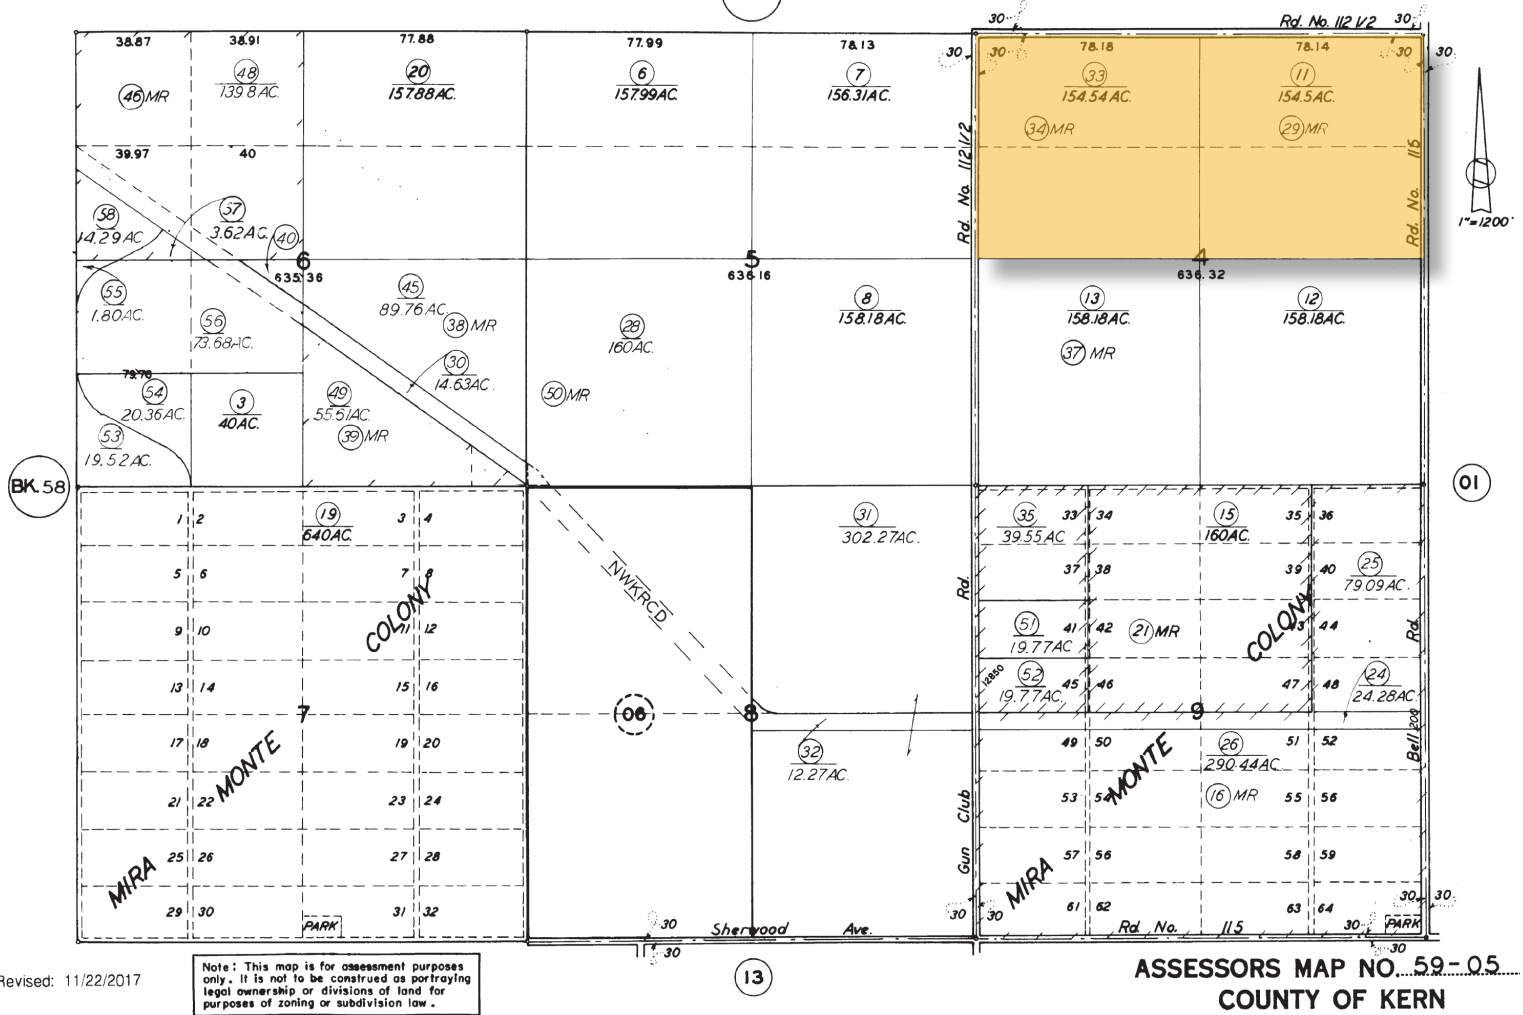 30
Rd. No. 112 1/2
30
38.87
38.91
77.88
77.99
78.13
30
30
78.18
78.14
30
30
46 MR
48
139.8 AC.
20
157.88 AC.
6
157.99 AC.
7
156.31 AC.
33
154.54 AC.
11
154.5 AC.
34 MR
29 MR
Rd. No. 112 1/2
Rd. No. 115
1"=1200'
39.97
40
58
14.29 AC
57
3.62 AC.
40
6
635.36
5
636.16
4
636.32
55
1.80 AC.
56
73.68 AC.
45
89.76 AC.
38 MR
28
160 AC.
8
158.18 AC.
13
158.18 AC.
12
158.18 AC.
37 MR
30
14.63 AC.
79.76
54
20.36 AC.
3
40 AC.
49
55.61 AC.
39 MR
50 MR
53
19.52 AC.
BK. 58
01
1 2
19
640 AC.
3 4
31
302.27 AC.
35
39.55 AC
33 34
15
160 AC.
35 36
5 6
7 8
NWKRCD
Rd.
37 38
39 40
25
79.09 AC.
9 10
COLONY
11 12
51
19.77 AC.
41 42
21 MR
COLONY
43 44
Rd
13 14
15 16
12850
52
19.77 AC.
45 46
47 48
24
24.28 AC.
7
06
8
9
200
Bell
17 18
MONTE
19 20
32
12.27 AC.
49 50
MONTE
26
290.44 AC.
51 52
21 22
23 24
Gun Club
53 54
16 MR
55 56
MIRA
25 26
27 28
MIRA
57 56
58 59
29 30
31 32
PARK
30
30
Sherwood Ave.
30
30
61 62
63 64
Rd. No. 115
30
30
30
PARK
30
13
Revised: 11/22/2017
Note: This map is for assessment purposes
only. It is not to be construed as portraying
legal ownership or divisions of land for
purposes of zoning or subdivision law.
ASSESSORS MAP NO. 59-05
COUNTY OF KERN